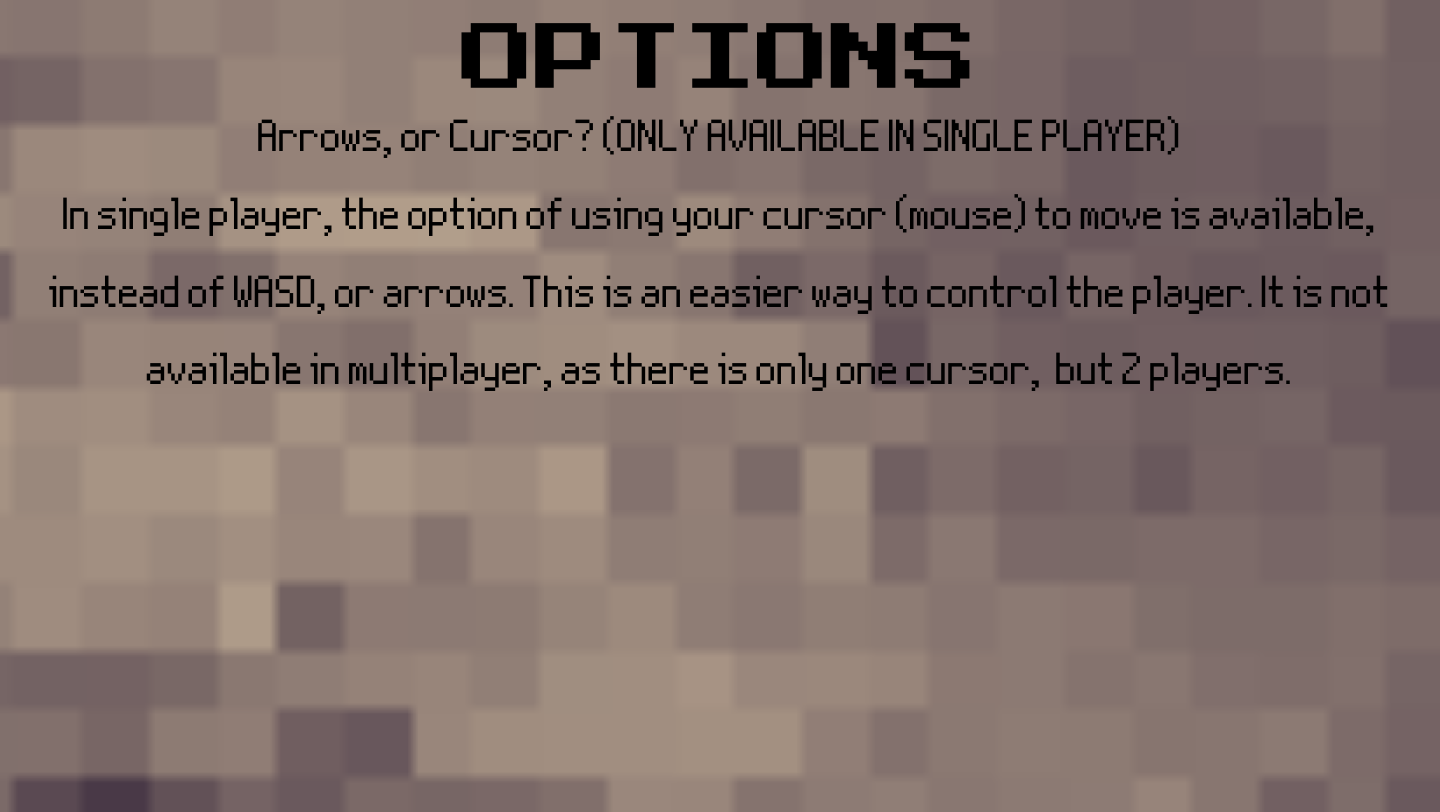 OPTIONS
Arrows, or Cursor? (ONLY AVAILABLE IN SINGLE PLAYER)
In single player, the option of using your cursor (mouse) to move is available,
instead of WASD, or arrows. This is an easier way to control the player. It is not
available in multiplayer, as there is only one cursor, but 2 players.